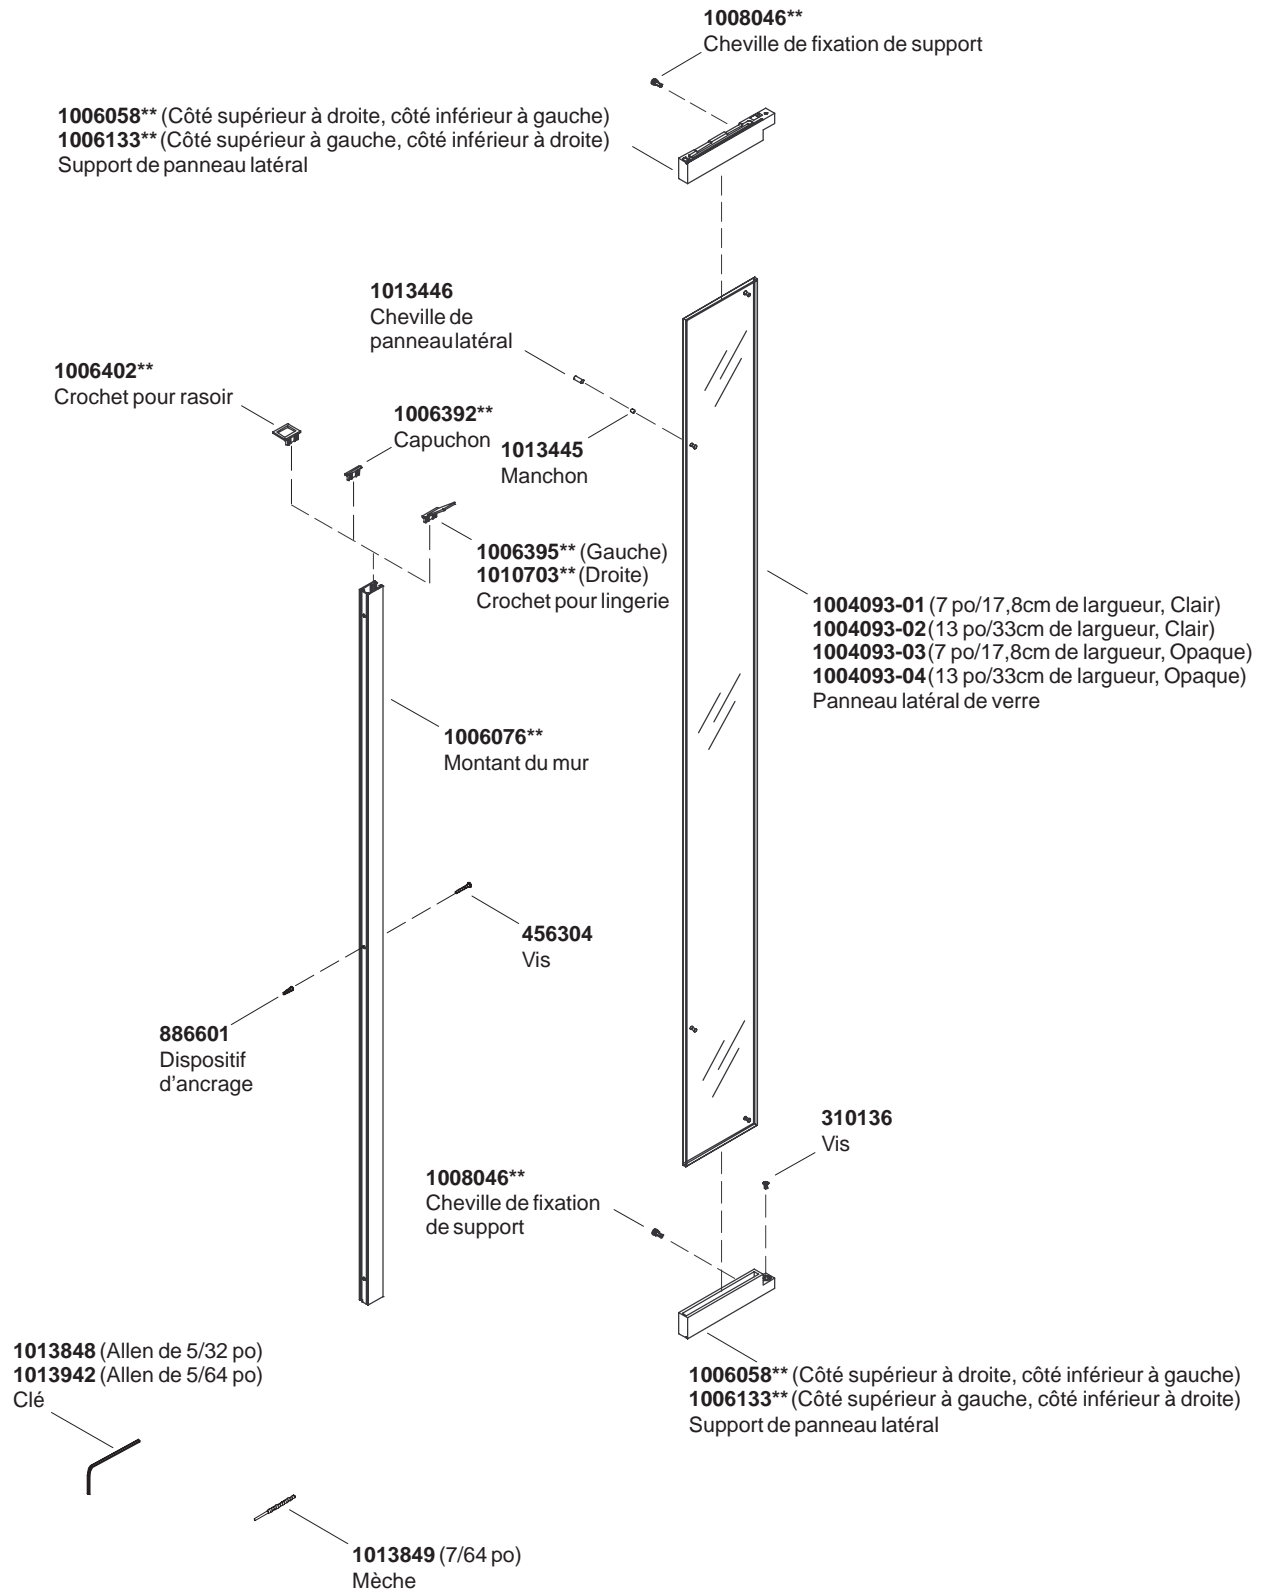 1008046**
Cheville de fixation de support
1006058** (Côté supérieur à droite, côté inférieur à gauche)
1006133** (Côté supérieur à gauche, côté inférieur à droite)
Support de panneau latéral
1013446
Cheville de
panneau latéral
1006402**
Crochet pour rasoir
1006392**
Capuchon
1013445
Manchon
1006395** (Gauche)
1010703** (Droite)
Crochet pour lingerie
1004093-01 (7 po/17,8cm de largueur, Clair)
1004093-02 (13 po/33cm de largueur, Clair)
1004093-03 (7 po/17,8cm de largueur, Opaque)
1004093-04 (13 po/33cm de largueur, Opaque)
Panneau latéral de verre
1006076**
Montant du mur
456304
Vis
886601
Dispositif
d'ancrage
310136
Vis
1008046**
Cheville de fixation
de support
1013848 (Allen de 5/32 po)
1013942 (Allen de 5/64 po)
Clé
1006058** (Côté supérieur à droite, côté inférieur à gauche)
1006133** (Côté supérieur à gauche, côté inférieur à droite)
Support de panneau latéral
1013849 (7/64 po)
Mèche